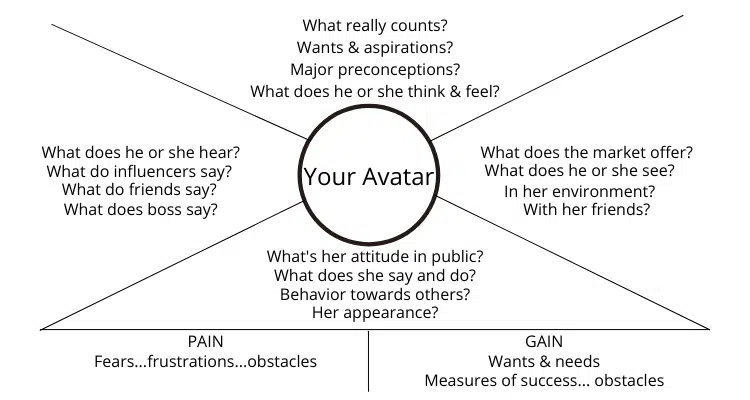 What really counts?
Wants & aspirations?
Major preconceptions?
What does he or she think & feel?
What does he or she hear?
What do influencers say?
What do friends say?
What does boss say?
Your Avatar
What does the market offer?
What does he or she see?
In her environment?
With her friends?
What's her attitude in public?
What does she say and do?
Behavior towards others?
Her appearance?
PAIN
Fears...frustrations...obstacles
GAIN
Wants & needs
Measures of success... obstacles